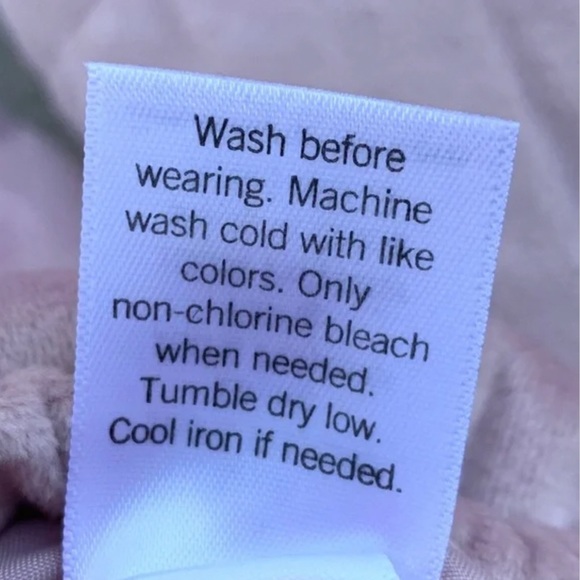 Wash before
wearing. Machine
wash cold with like
colors. Only
non-chlorine bleach
when needed.
Tumble dry low.
Cool iron if needed.